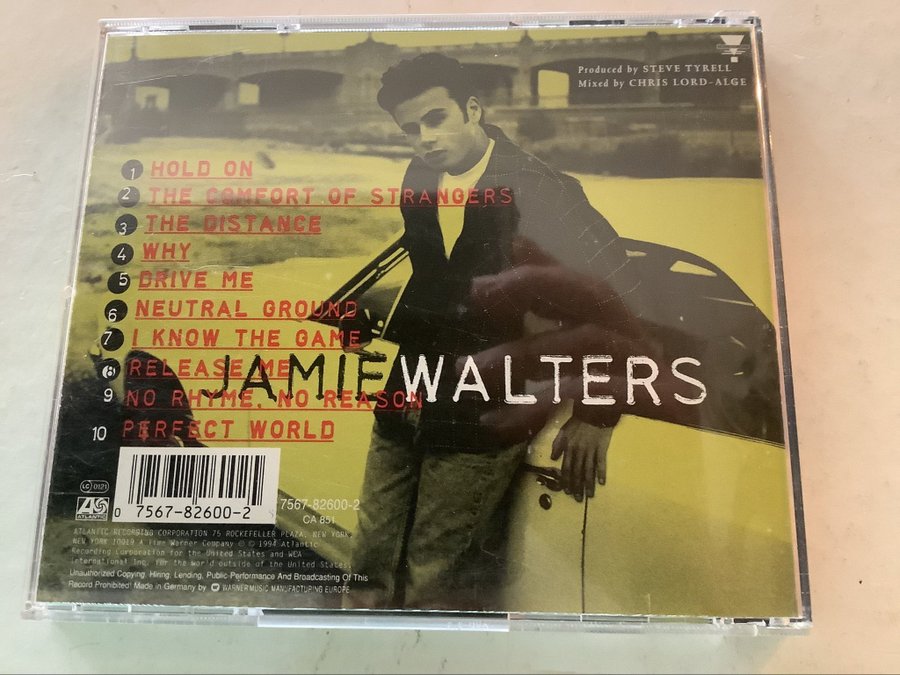 Produced by STEVE TYRELL
Mixed by CHRIS LORD-ALGE
1 HOLD ON
2 THE COMFORT OF STRANGERS
3 THE DISTANCE
4 WHY
5 DRIVE ME
6 NEUTRAL GROUND
7 I KNOW THE GAME
8 RELEASE ME
JAMIE WALTERS
9 NO RHYME, NO REASON
10 PERFECT WORLD
LC 0121
ATLANTIC
0 7567-82600-2
7567-82600-2
CA 851
ATLANTIC RECORDING CORPORATION 75 ROCKEFELLER PLAZA, NEW YORK,
NEW YORK 10019 A Time Warner Company © ℗ 1994 Atlantic
Recording Corporation for the United States and WEA
International Inc. for the world outside of the United States.
Unauthorized Copying, Hiring, Lending, Public Performance And Broadcasting Of This
Record Prohibited! Made in Germany by WARNER MUSIC MANUFACTURING EUROPE